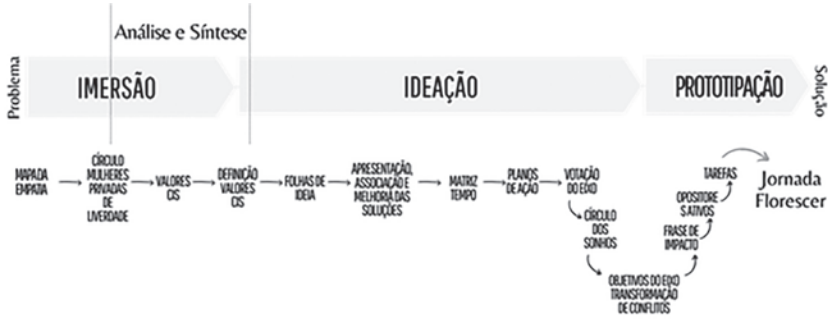 Análise e Síntese
Problema
IMERSÃO
IDEAÇÃO
PROTOTIPAÇÃO
Solução
MAPA DA
EMPATIA
CÍRCULO
MULHERES
PRIVADAS
DE
LIVERDADE
VALORES
CIS
DEFINIÇÃO
VALORES
CIS
FOLHAS DE
IDEIA
APRESENTAÇÃO,
ASSOCIAÇÃO E
MELHORIA DAS
SOLUÇÕES
MATRIZ
TEMPO
PLANOS
DE AÇÃO
VOTAÇÃO
DO EIXO
CÍRCULO
DOS
SONHOS
OBJETIVOS DO EIXO
TRANSFORMAÇÃO
DE CONFLITOS
FRASE DE
IMPACTO
OPOSITORE
S ATIVOS
TAREFAS
Jornada
Florescer